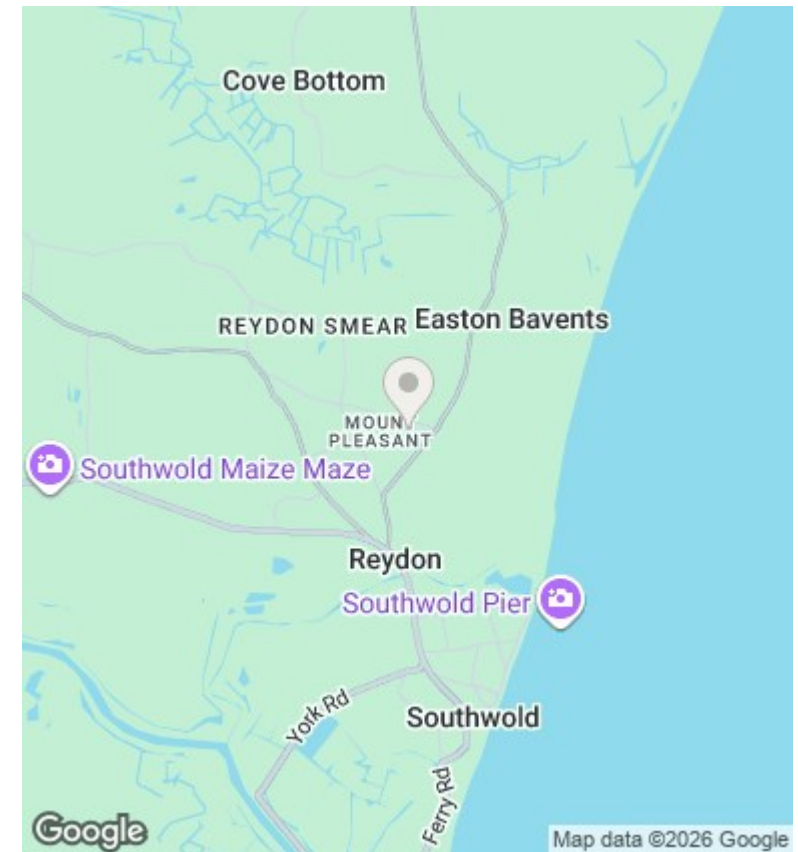 Cove Bottom
REYDON SMEAR
Easton Bavents
MOUNT
PLEASANT
Southwold Maize Maze
Reydon
Southwold Pier
York Rd
Southwold
Ferry Rd
Google
Map data ©2026 Google